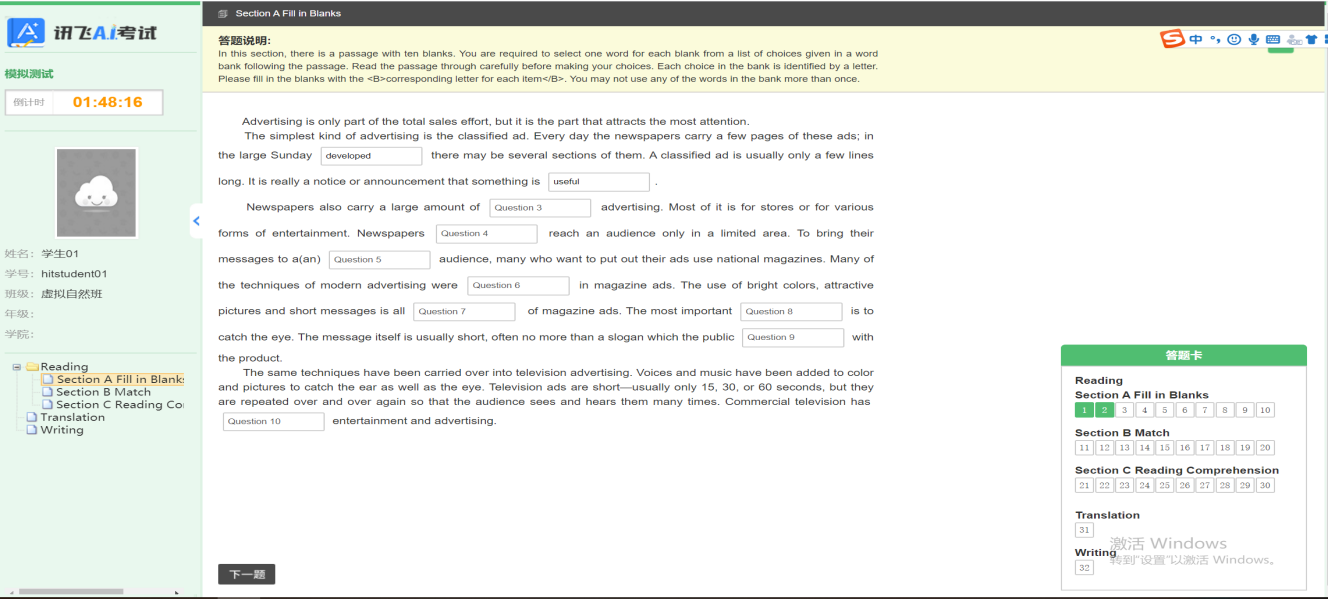 讯飞A.I.考试
模拟测试
倒计时 01:48:16
姓名: 学生01
学号: hitstudent01
班级: 虚拟自然班
年级:
学院:
Reading
Section A Fill in Blank
Section B Match
Section C Reading Co
Translation
Writing
Section A Fill in Blanks
答题说明:
In this section, there is a passage with ten blanks. You are required to select one word for each blank from a list of choices given in a word
bank following the passage. Read the passage through carefully before making your choices. Each choice in the bank is identified by a letter.
Please fill in the blanks with the <B>corresponding letter for each item</B>. You may not use any of the words in the bank more than once.
中
Advertising is only part of the total sales effort, but it is the part that attracts the most attention.
The simplest kind of advertising is the classified ad. Every day the newspapers carry a few pages of these ads; in
the large Sunday developed there may be several sections of them. A classified ad is usually only a few lines
long. It is really a notice or announcement that something is useful .
Newspapers also carry a large amount of Question 3 advertising. Most of it is for stores or for various
forms of entertainment. Newspapers Question 4 reach an audience only in a limited area. To bring their
messages to a(an) Question 5 audience, many who want to put out their ads use national magazines. Many of
the techniques of modern advertising were Question 6 in magazine ads. The use of bright colors, attractive
pictures and short messages is all Question 7 of magazine ads. The most important Question 8 is to
catch the eye. The message itself is usually short, often no more than a slogan which the public Question 9 with
the product.
The same techniques have been carried over into television advertising. Voices and music have been added to color
and pictures to catch the ear as well as the eye. Television ads are short—usually only 15, 30, or 60 seconds, but they
are repeated over and over again so that the audience sees and hears them many times. Commercial television has
Question 10 entertainment and advertising.
下一题
答题卡
Reading
Section A Fill in Blanks
1 2 3 4 5 6 7 8 9 10
Section B Match
11 12 13 14 15 16 17 18 19 20
Section C Reading Comprehension
21 22 23 24 25 26 27 28 29 30
Translation
31
Writing
32
激活 Windows
转到"设置"以激活 Windows。